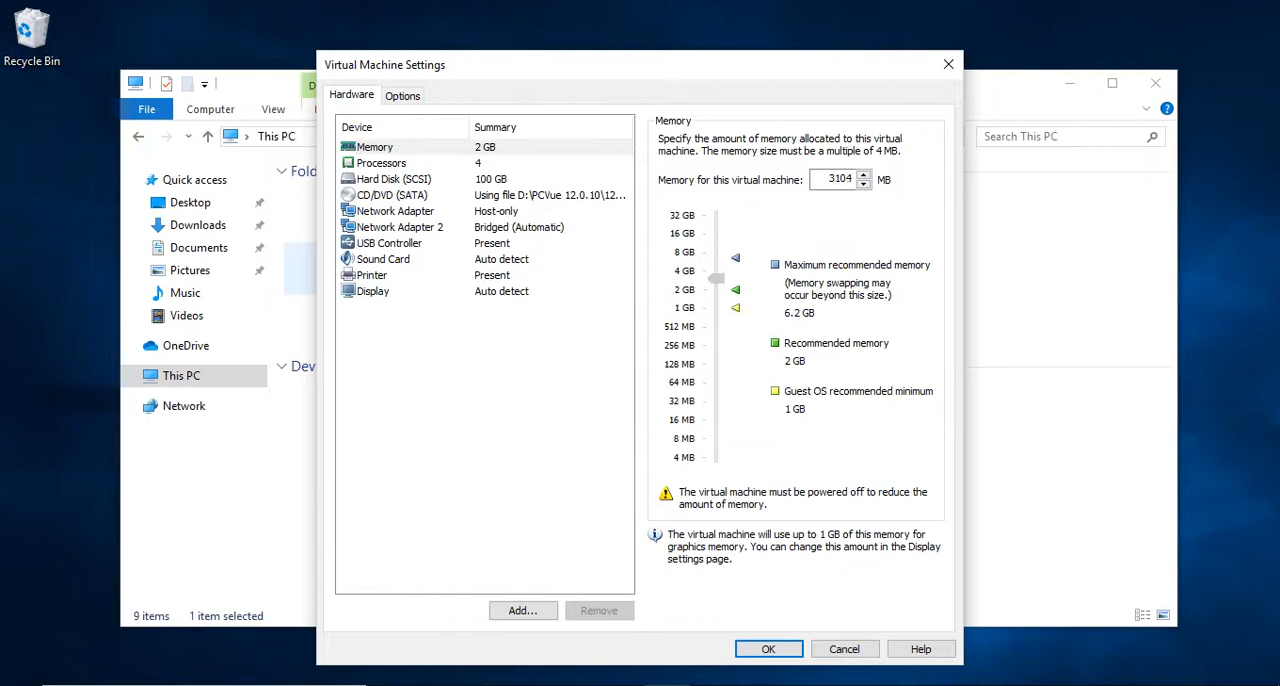 Recycle Bin
Virtual Machine Settings
Hardware
Options
File
Computer
View
This PC
Search This PC
Quick access
Desktop
Downloads
Documents
Pictures
Music
Videos
OneDrive
This PC
Network
Device
Summary
Memory
2 GB
Processors
4
Hard Disk (SCSI)
100 GB
CD/DVD (SATA)
Using file D:\PCVue 12.0.10\12...
Network Adapter
Host-only
Network Adapter 2
Bridged (Automatic)
USB Controller
Present
Sound Card
Auto detect
Printer
Present
Display
Auto detect
Add...
Remove
Memory
Specify the amount of memory allocated to this virtual
machine. The memory size must be a multiple of 4 MB.
Memory for this virtual machine:
3104
MB
32 GB
16 GB
8 GB
4 GB
2 GB
1 GB
512 MB
256 MB
128 MB
64 MB
32 MB
16 MB
8 MB
4 MB
Maximum recommended memory
(Memory swapping may
occur beyond this size.)
6.2 GB
Recommended memory
2 GB
Guest OS recommended minimum
1 GB
The virtual machine must be powered off to reduce the
amount of memory.
The virtual machine will use up to 1 GB of this memory for
graphics memory. You can change this amount in the Display
settings page.
OK
Cancel
Help
9 items
1 item selected